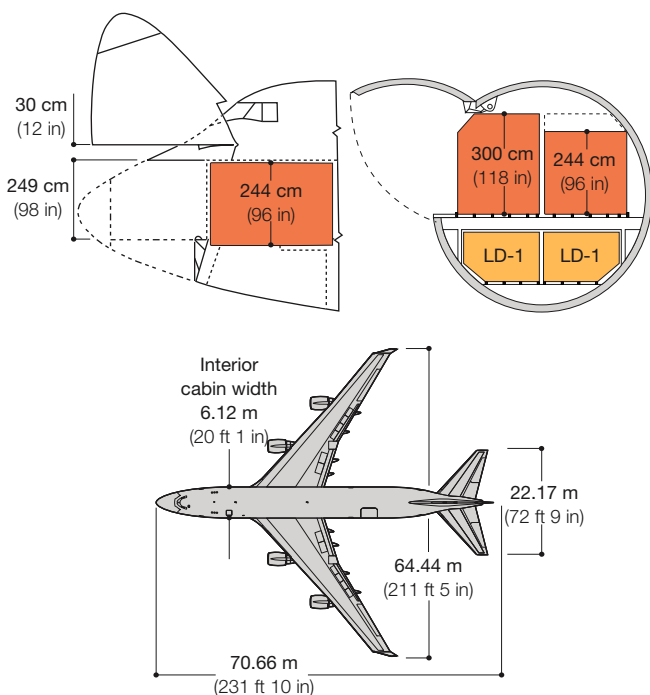 30 cm
(12 in)
249 cm
(98 in)
244 cm
(96 in)
300 cm
(118 in)
244 cm
(96 in)
LD-1
LD-1
Interior
cabin width
6.12 m
(20 ft 1 in)
22.17 m
(72 ft 9 in)
64.44 m
(211 ft 5 in)
70.66 m
(231 ft 10 in)